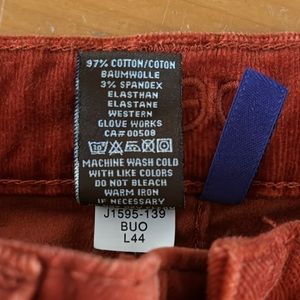 97% COTTON/COTON
BAUMWOLLE
3% SPANDEX
ELASTHAN
ELASTANE
WESTERN
GLOVE WORKS
CA#00508
MACHINE WASH COLD
WITH LIKE COLORS
DO NOT BLEACH
WARM IRON
IF NECESSARY
J1595-139
BUO
L44